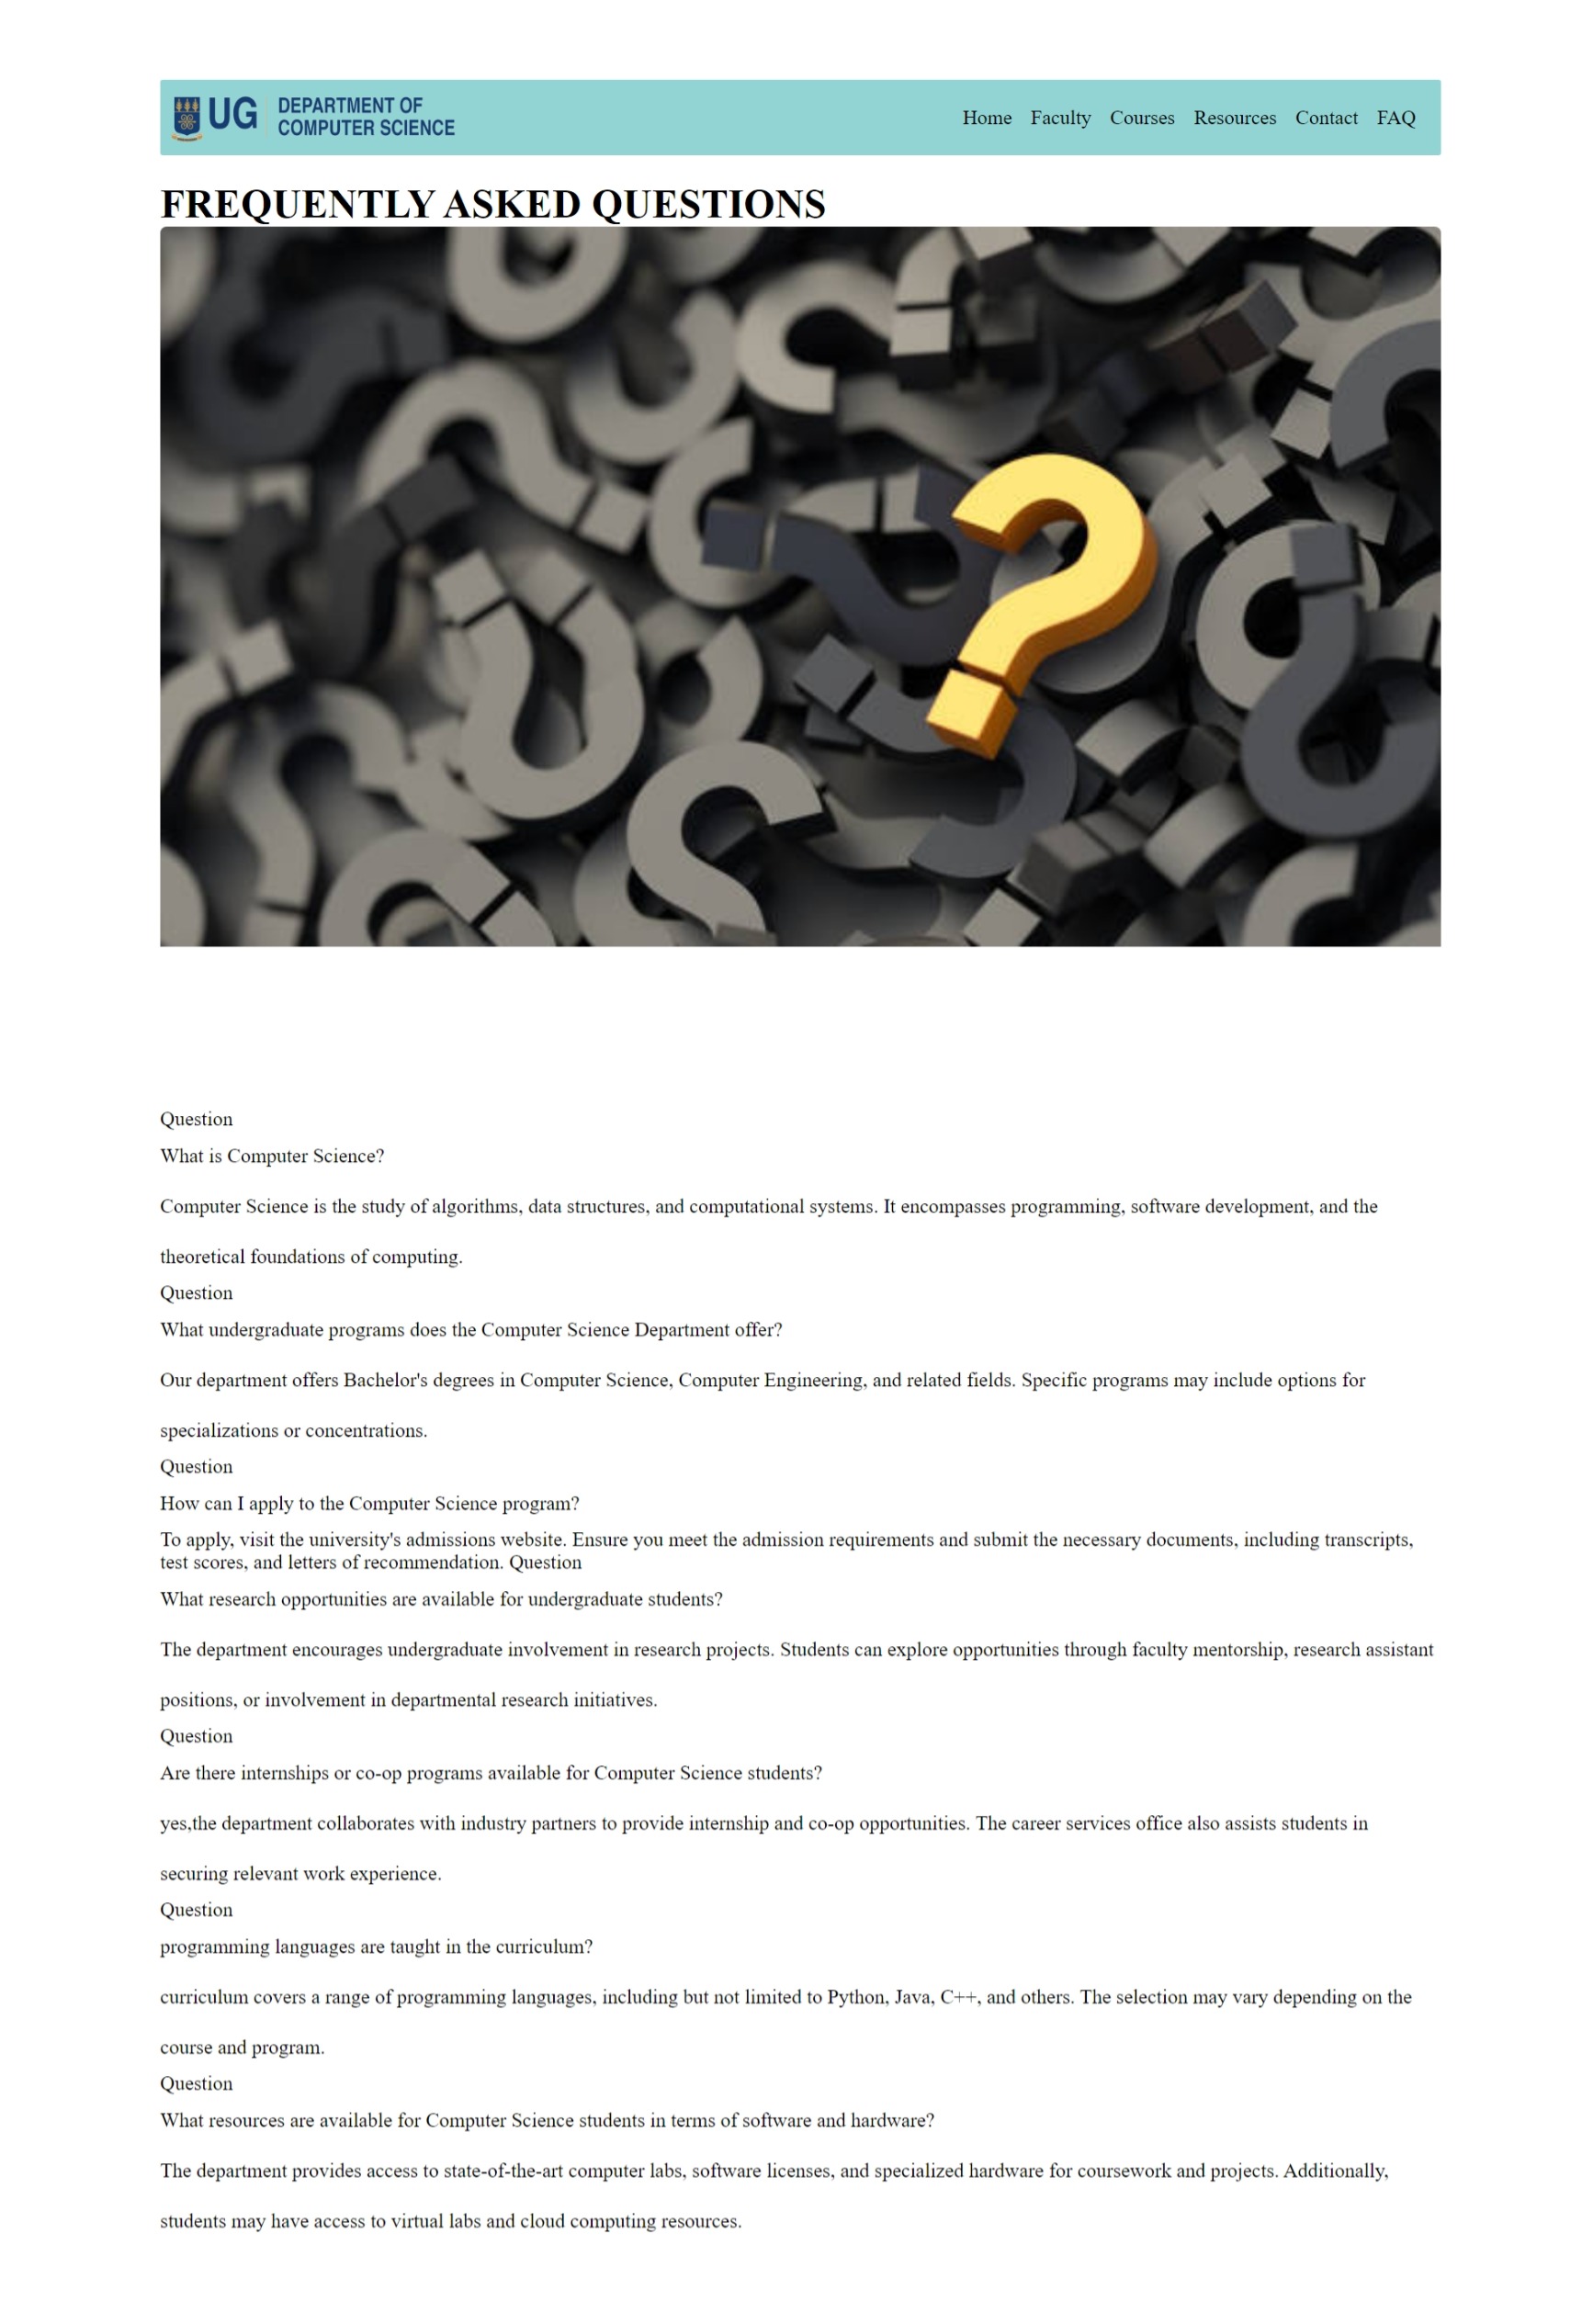 UG
DEPARTMENT OF
COMPUTER SCIENCE
Home Faculty Courses Resources Contact FAQ
FREQUENTLY ASKED QUESTIONS
Question
What is Computer Science?
Computer Science is the study of algorithms, data structures, and computational systems. It encompasses programming, software development, and the
theoretical foundations of computing.
Question
What undergraduate programs does the Computer Science Department offer?
Our department offers Bachelor's degrees in Computer Science, Computer Engineering, and related fields. Specific programs may include options for
specializations or concentrations.
Question
How can I apply to the Computer Science program?
To apply, visit the university's admissions website. Ensure you meet the admission requirements and submit the necessary documents, including transcripts,
test scores, and letters of recommendation. Question
What research opportunities are available for undergraduate students?
The department encourages undergraduate involvement in research projects. Students can explore opportunities through faculty mentorship, research assistant
positions, or involvement in departmental research initiatives.
Question
Are there internships or co-op programs available for Computer Science students?
yes,the department collaborates with industry partners to provide internship and co-op opportunities. The career services office also assists students in
securing relevant work experience.
Question
programming languages are taught in the curriculum?
curriculum covers a range of programming languages, including but not limited to Python, Java, C++, and others. The selection may vary depending on the
course and program.
Question
What resources are available for Computer Science students in terms of software and hardware?
The department provides access to state-of-the-art computer labs, software licenses, and specialized hardware for coursework and projects. Additionally,
students may have access to virtual labs and cloud computing resources.